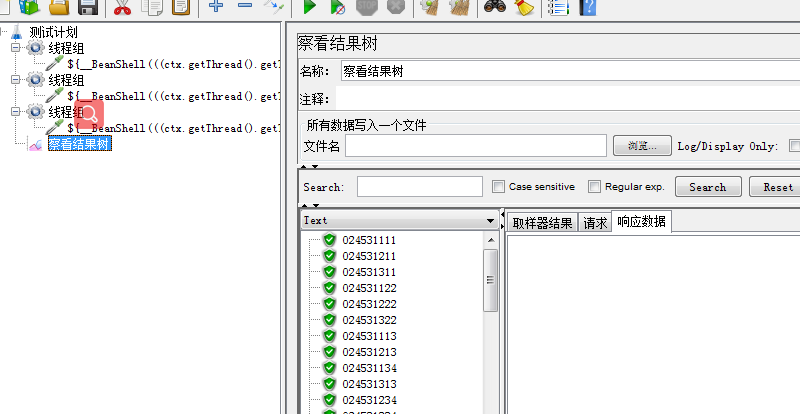 测试计划
线程组
${__BeanShell(((ctx.getThread().get
线程组
${__BeanShell(((ctx.getThread().get
线程组
${__BeanShell(((ctx.getThread().get
察看结果树
察看结果树
名称: 察看结果树
注释:
所有数据写入一个文件
文件名 浏览... Log/Display Only:
Search: Case sensitive Regular exp. Search Reset
Text
取样器结果 请求 响应数据
024531111
024531211
024531311
024531122
024531222
024531322
024531113
024531213
024531134
024531313
024531234